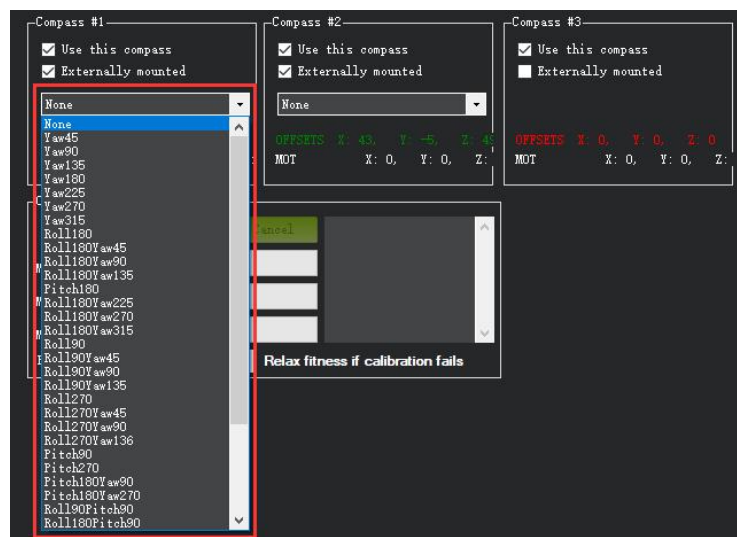 Compass #1
Use this compass
Externally mounted
None
None
Yaw45
Yaw90
Yaw135
Yaw180
Yaw225
Yaw270
Yaw315
Roll180
Roll180Yaw45
Roll180Yaw90
Roll180Yaw135
Pitch180
Roll180Yaw225
Roll180Yaw270
Roll180Yaw315
Roll90
Roll90Yaw45
Roll90Yaw90
Roll90Yaw135
Roll270
Roll270Yaw45
Roll270Yaw90
Roll270Yaw136
Pitch90
Pitch270
Pitch180Yaw90
Pitch180Yaw270
Roll90Pitch90
Roll180Pitch90
Compass #2
Use this compass
Externally mounted
None
OFFSETS X: 43, Y: -5, Z: 45
MOT X: 0, Y: 0, Z:
Compass #3
Use this compass
Externally mounted
OFFSETS X: 0, Y: 0, Z: 0
MOT X: 0, Y: 0, Z:
Relax fitness if calibration fails